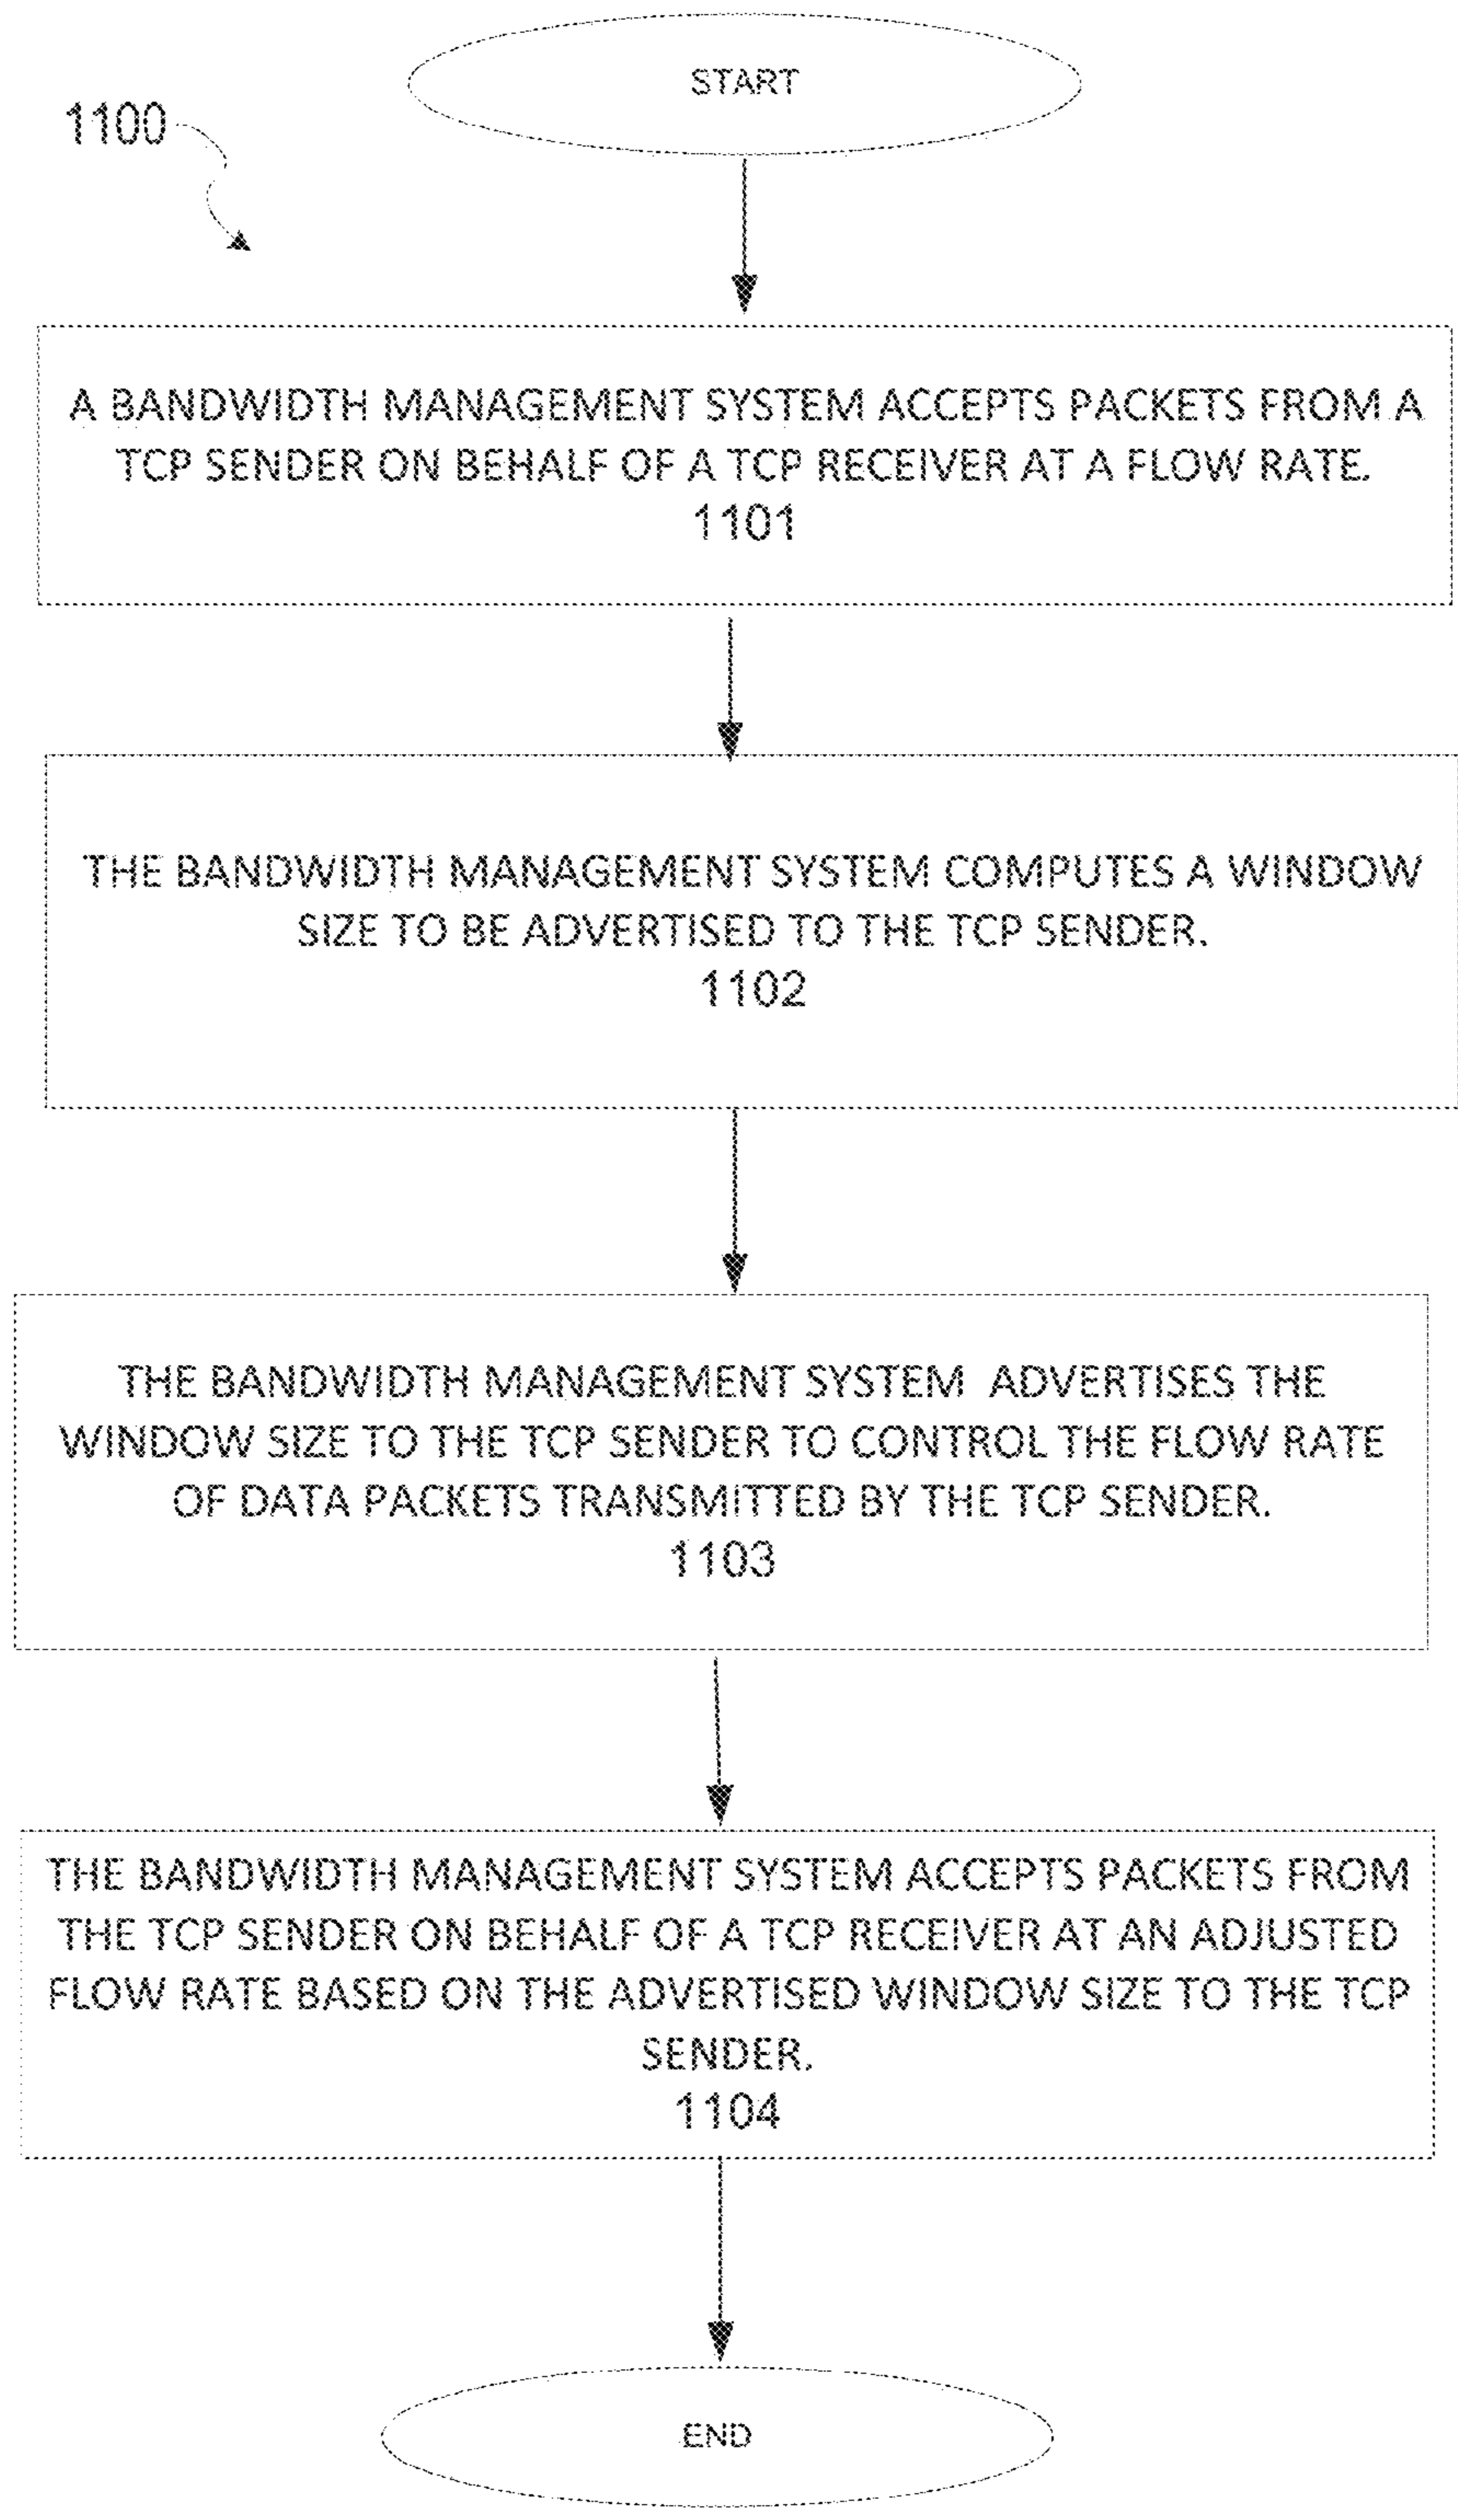 START
1100
A BANDWIDTH MANAGEMENT SYSTEM ACCEPTS PACKETS FROM A
TCP SENDER ON BEHALF OF A TCP RECEIVER AT A FLOW RATE.
1101
THE BANDWIDTH MANAGEMENT SYSTEM COMPUTES A WINDOW
SIZE TO BE ADVERTISED TO THE TCP SENDER.
1102
THE BANDWIDTH MANAGEMENT SYSTEM ADVERTISES THE
WINDOW SIZE TO THE TCP SENDER TO CONTROL THE FLOW RATE
OF DATA PACKETS TRANSMITTED BY THE TCP SENDER.
1103
THE BANDWIDTH MANAGEMENT SYSTEM ACCEPTS PACKETS FROM
THE TCP SENDER ON BEHALF OF A TCP RECEIVER AT AN ADJUSTED
FLOW RATE BASED ON THE ADVERTISED WINDOW SIZE TO THE TCP
SENDER.
1104
END